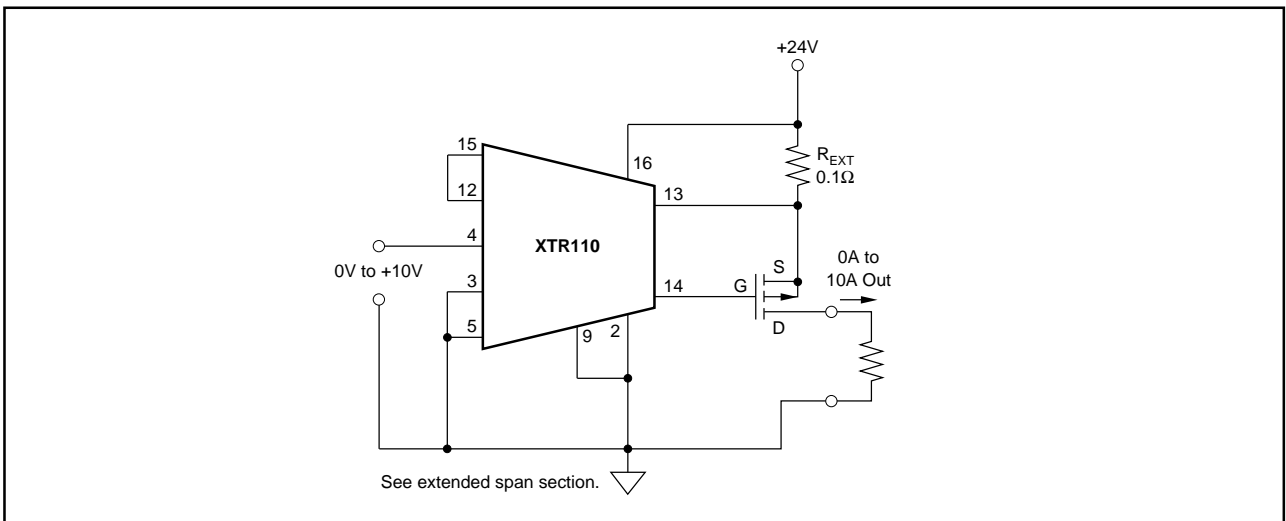 +24V
15
16
R_EXT
0.1Ω
12
13
4
XTR110
0V to +10V
S
0A to
10A Out
3
14
G
D
5
9
2
See extended span section.